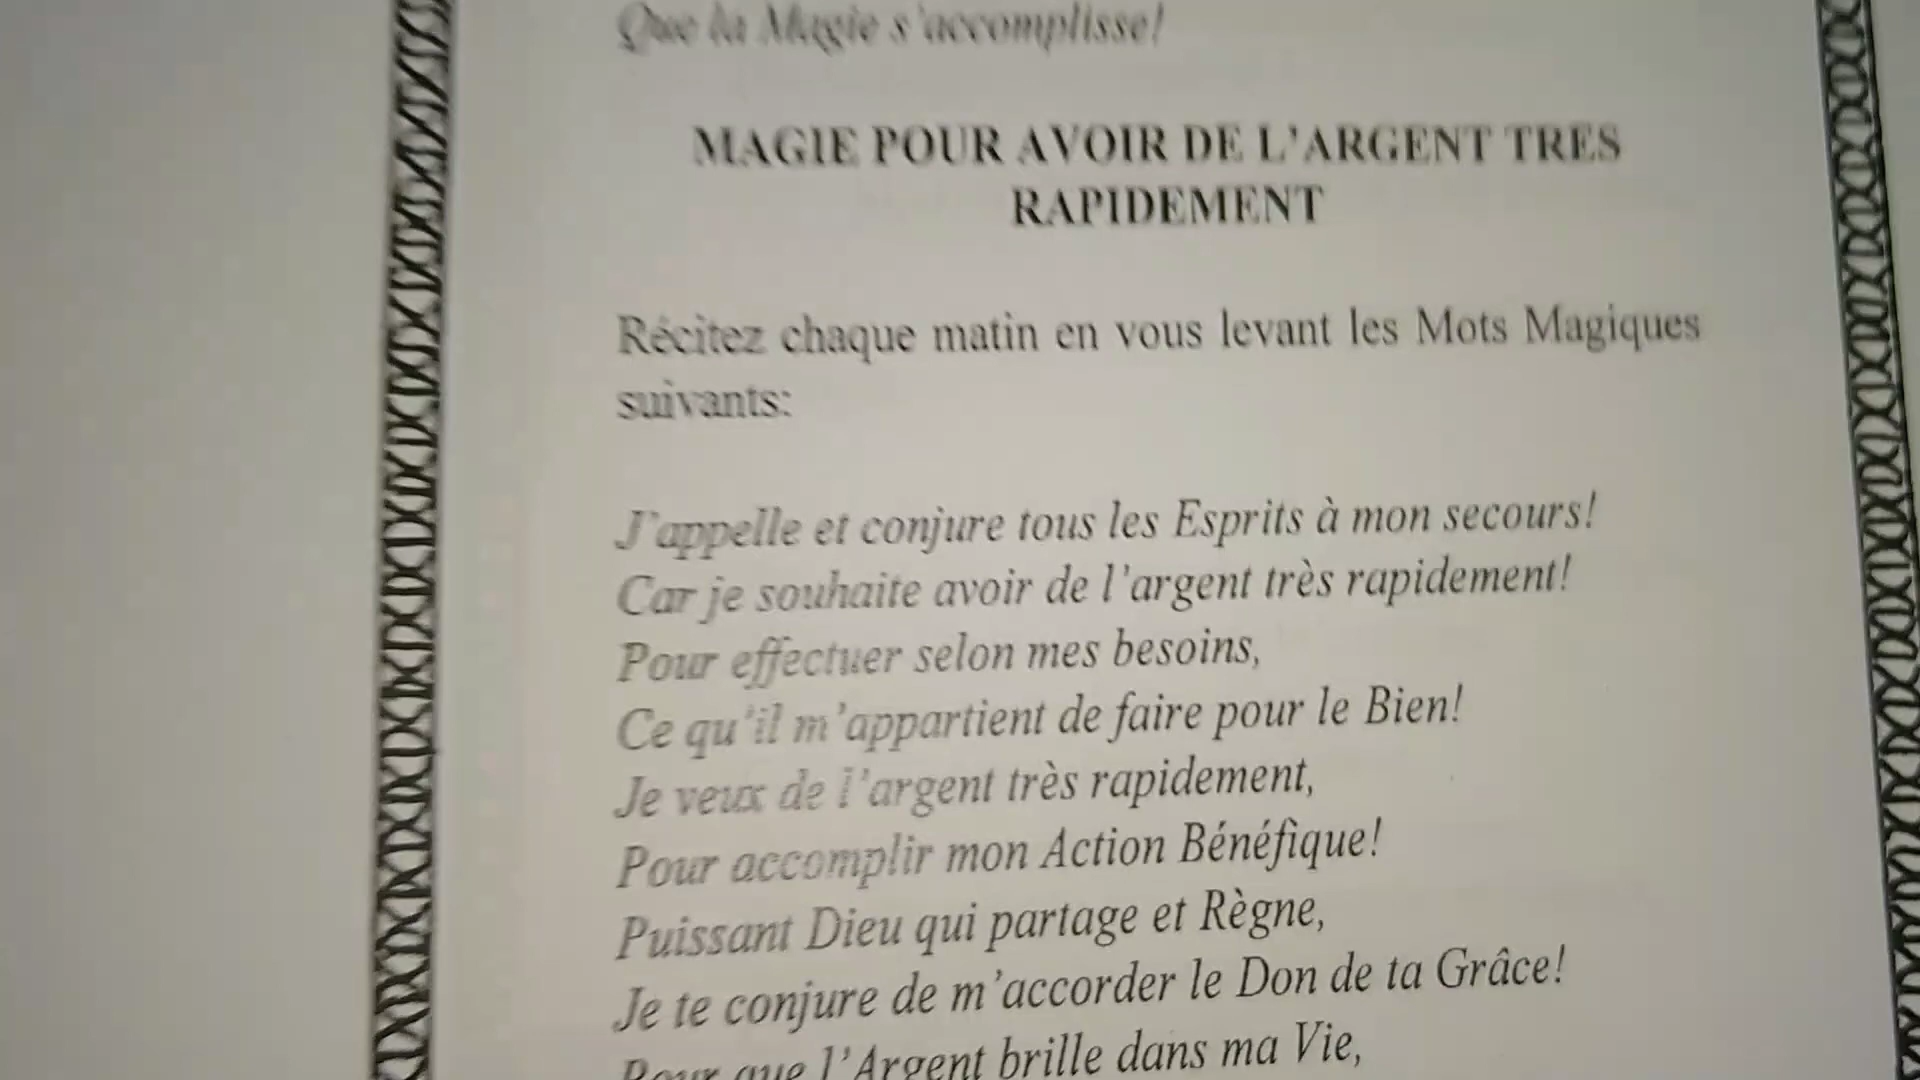 Que la Magie s'accomplisse!
MAGIE POUR AVOIR DE L'ARGENT TRES
RAPIDEMENT
Récitez chaque matin en vous levant les Mots Magiques
suivants:
J'appelle et conjure tous les Esprits à mon secours!
Car je souhaite avoir de l'argent très rapidement!
Pour effectuer selon mes besoins,
Ce qu'il m'appartient de faire pour le Bien!
Je veux de l'argent très rapidement,
Pour accomplir mon Action Bénéfique!
Puissant Dieu qui partage et Règne,
Je te conjure de m'accorder le Don de ta Grâce!
Pour que l'Argent brille dans ma Vie,